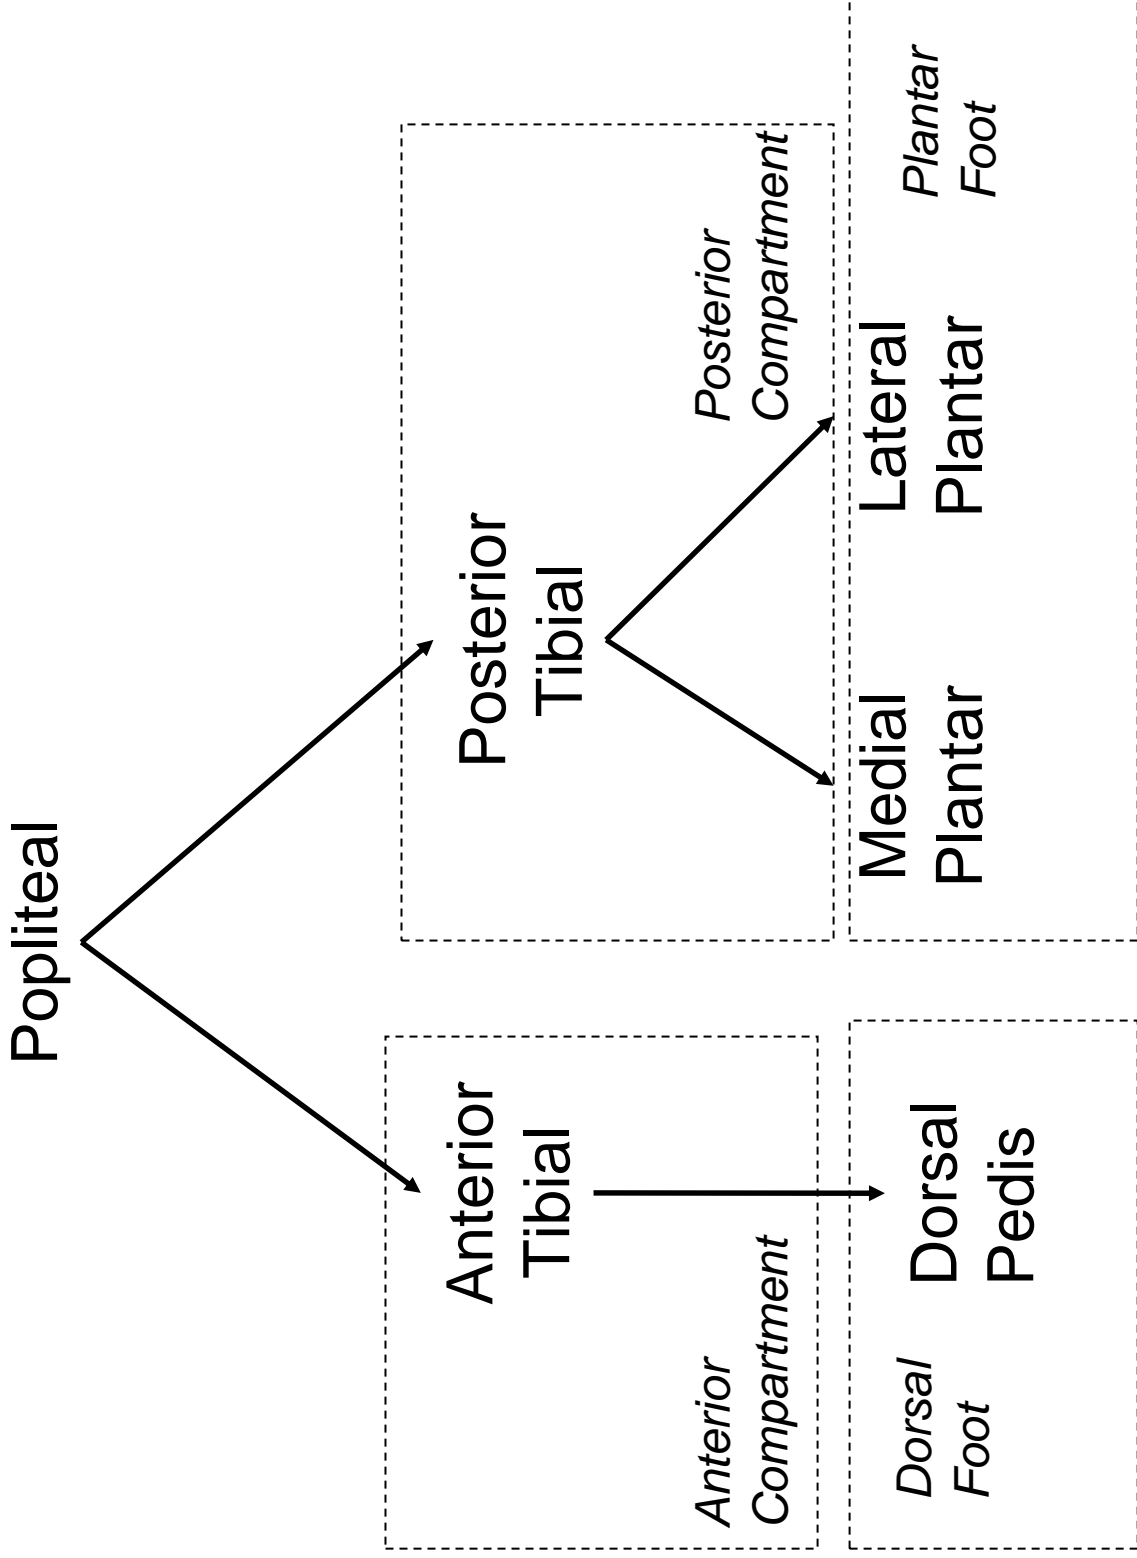 Popliteal
Anterior
Tibial
Posterior
Tibial
Anterior
Compartment
Posterior
Compartment
Dorsal
Foot
Dorsal
Pedis
Medial
Plantar
Lateral
Plantar
Plantar
Foot